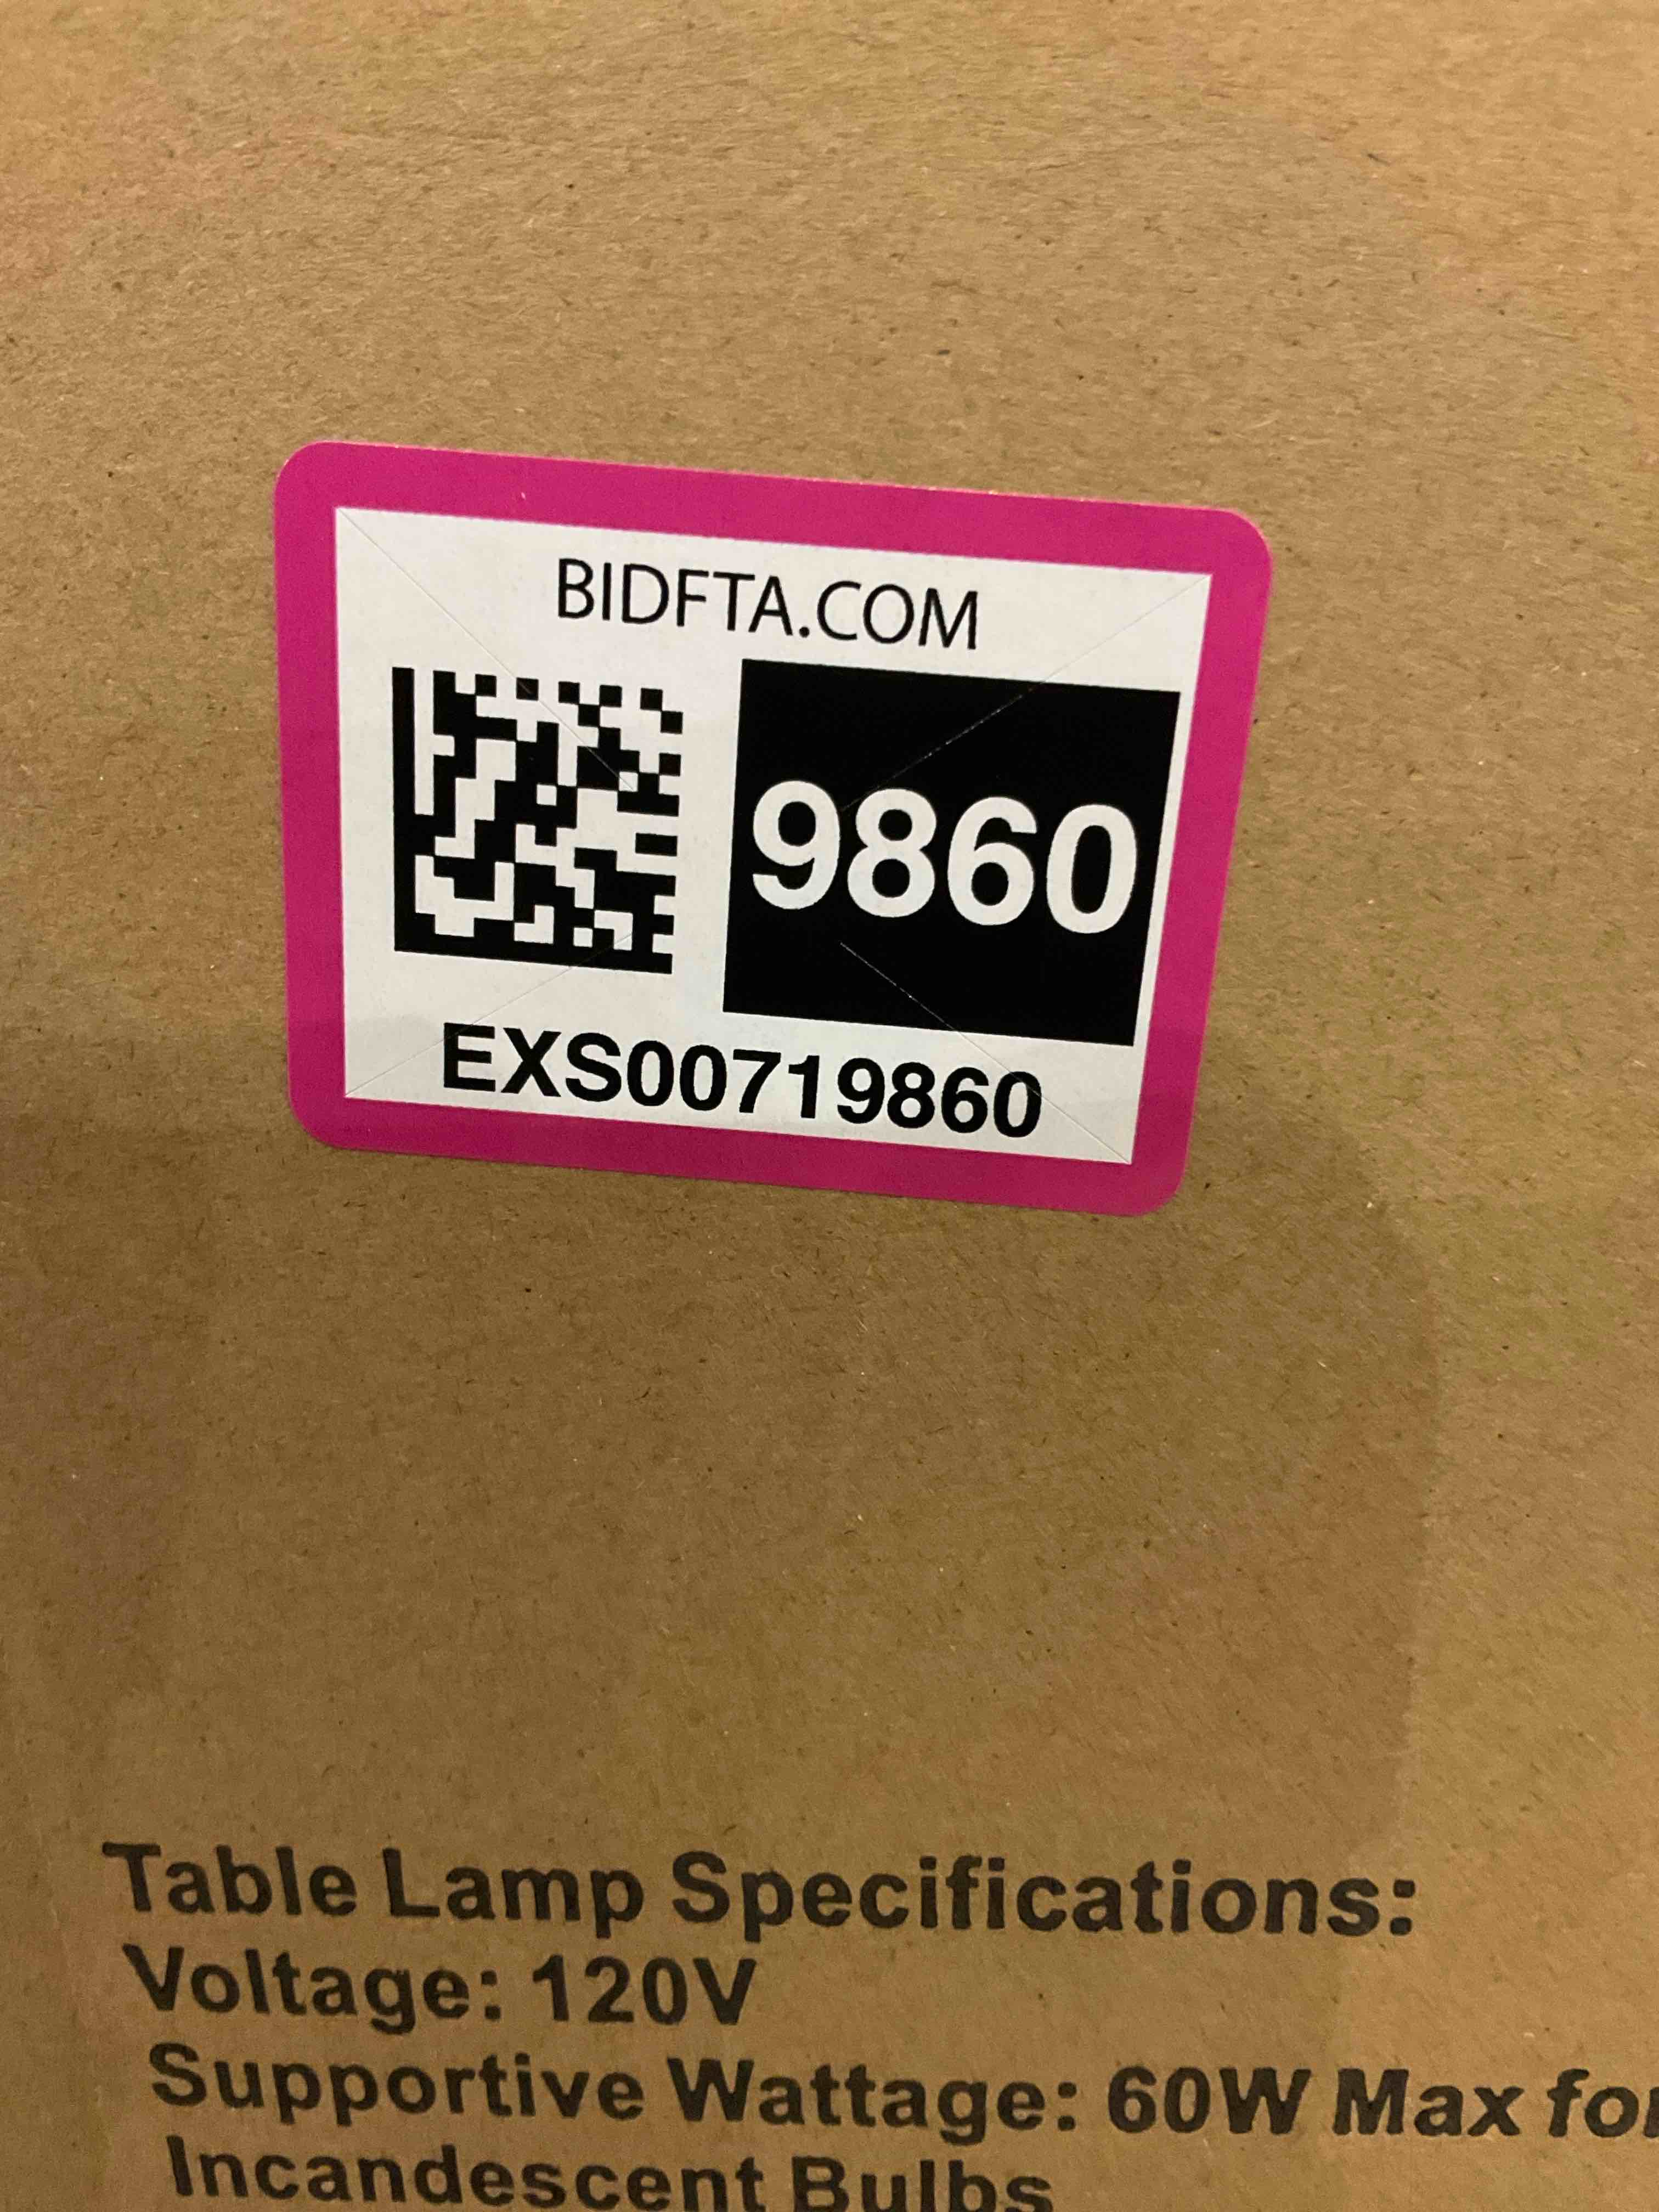 BIDFTA.COM
9860
EXS00719860
Table Lamp Specifications:
Voltage: 120V
Supportive Wattage: 60W Max for
Incandescent Bulbs